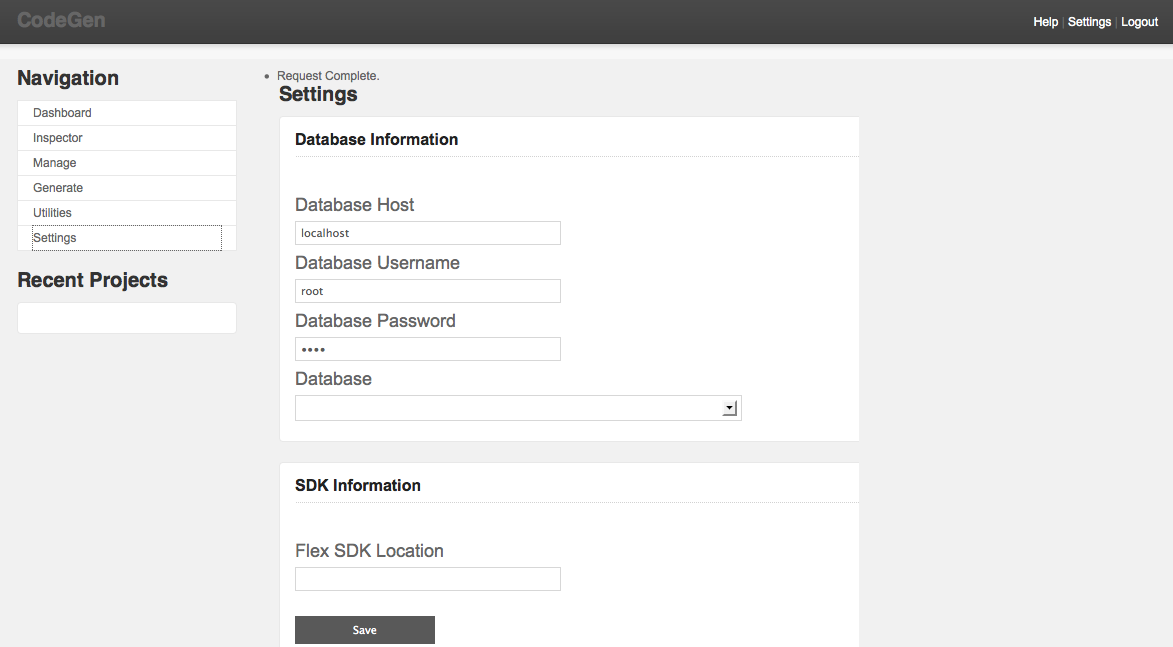 CodeGen
Help | Settings | Logout
Navigation
Dashboard
Inspector
Manage
Generate
Utilities
Settings
Recent Projects
• Request Complete.
Settings
Database Information
Database Host
localhost
Database Username
root
Database Password
••••
Database
SDK Information
Flex SDK Location
Save